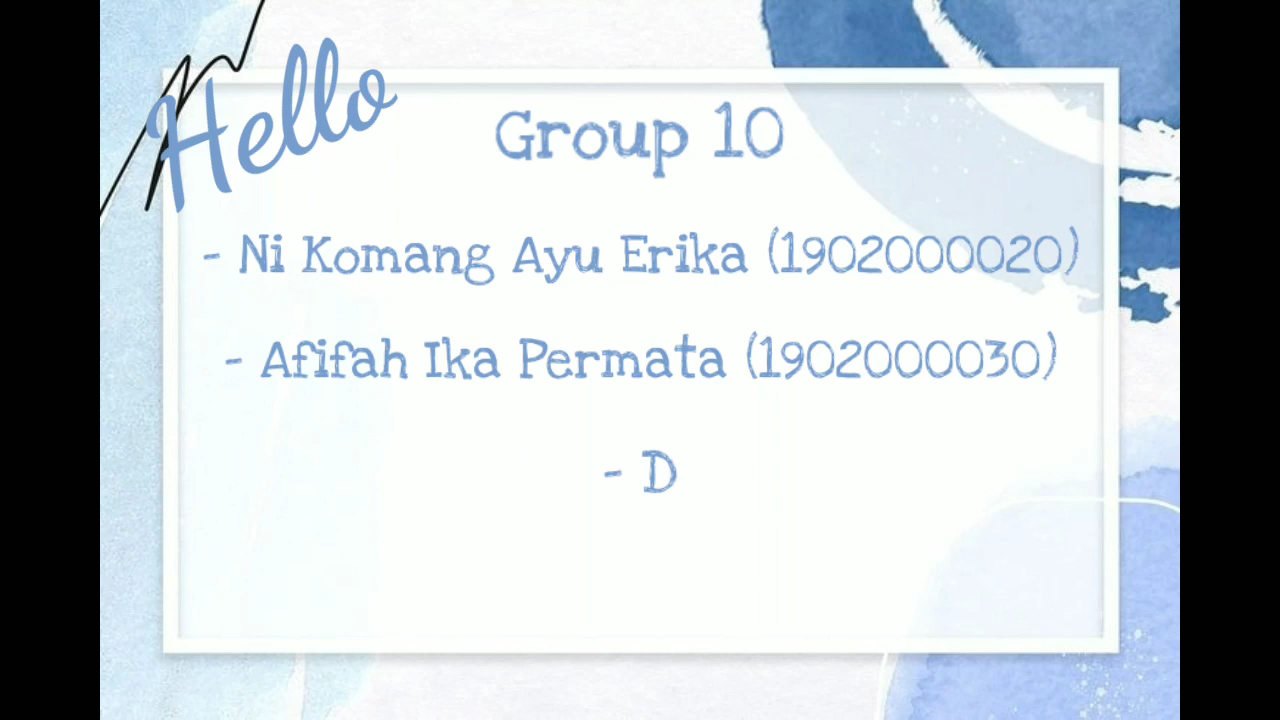 Hello
Group 10
- Ni Komang Ayu Erika (1902000020)
- Afifah Ika Permata (1902000030)
- D